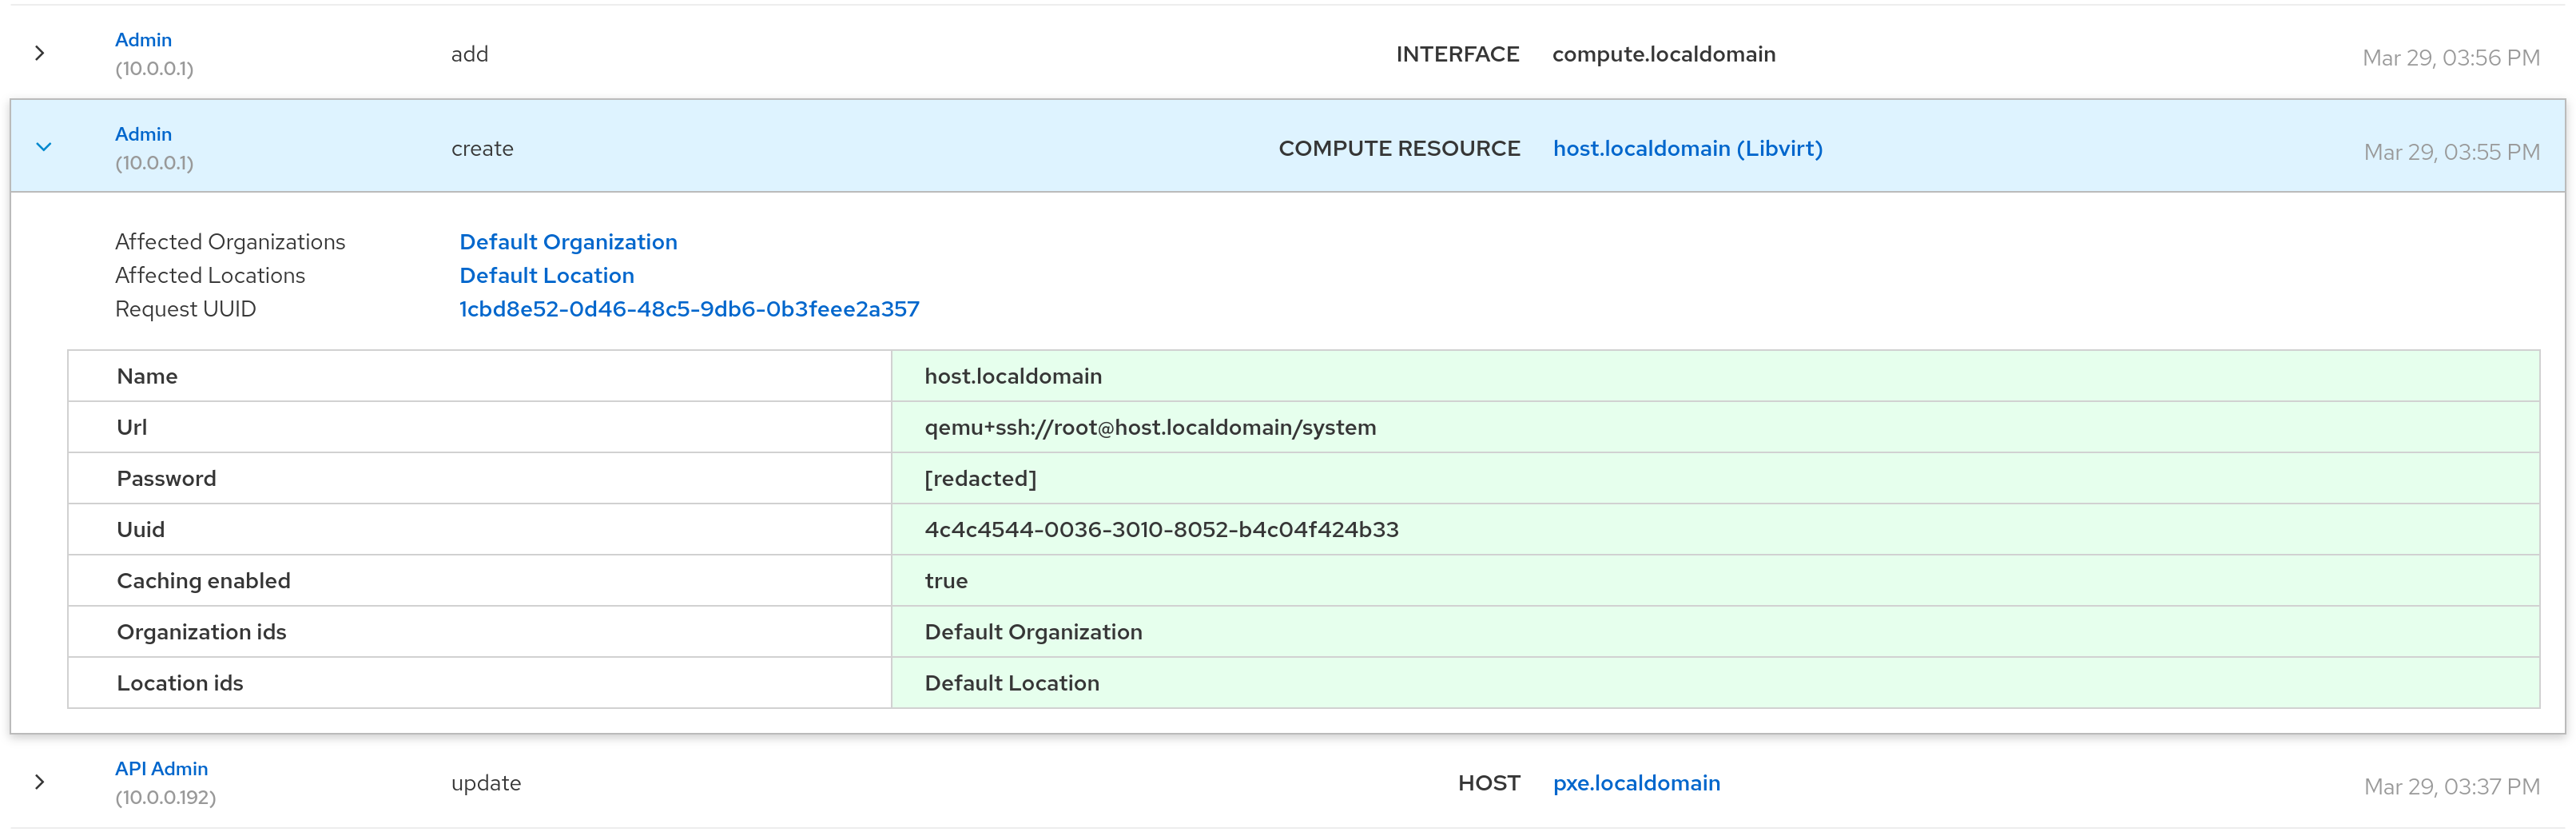 Admin
(10.0.0.1)
add INTERFACE compute.localdomain Mar 29, 03:56 PM
Admin
(10.0.0.1)
create COMPUTE RESOURCE host.localdomain (Libvirt) Mar 29, 03:55 PM
Affected Organizations Default Organization
Affected Locations Default Location
Request UUID 1cbd8e52-0d46-48c5-9db6-0b3feee2a357
Name host.localdomain
Url qemu+ssh://root@host.localdomain/system
Password [redacted]
Uuid 4c4c4544-0036-3010-8052-b4c04f424b33
Caching enabled true
Organization ids Default Organization
Location ids Default Location
API Admin
(10.0.0.192)
update HOST pxe.localdomain Mar 29, 03:37 PM